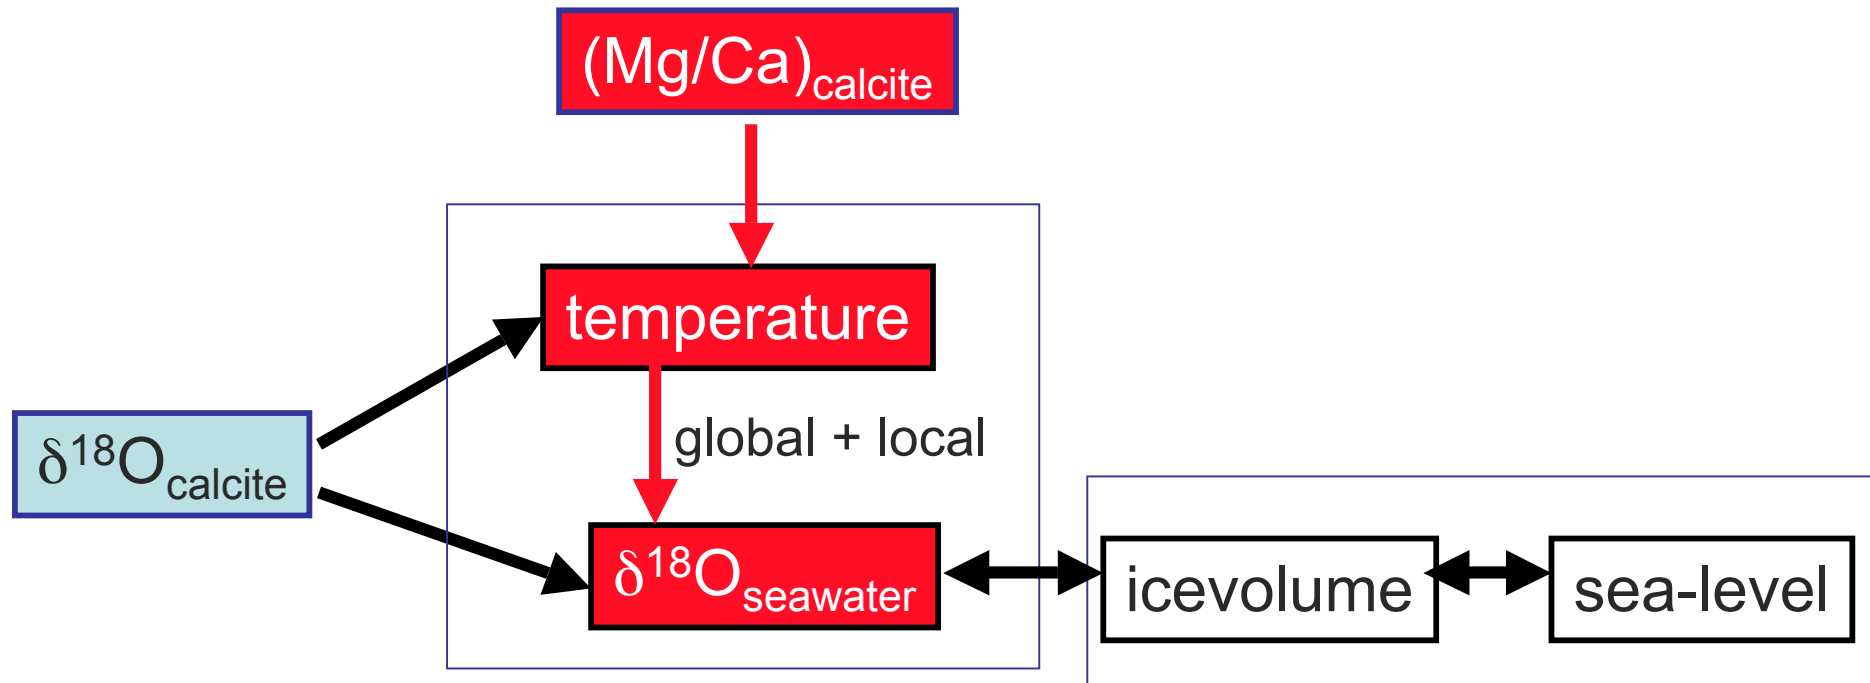 (Mg/Ca)calcite
temperature
global + local
δ18Ocalcite
δ18Oseawater
icevolume
sea-level